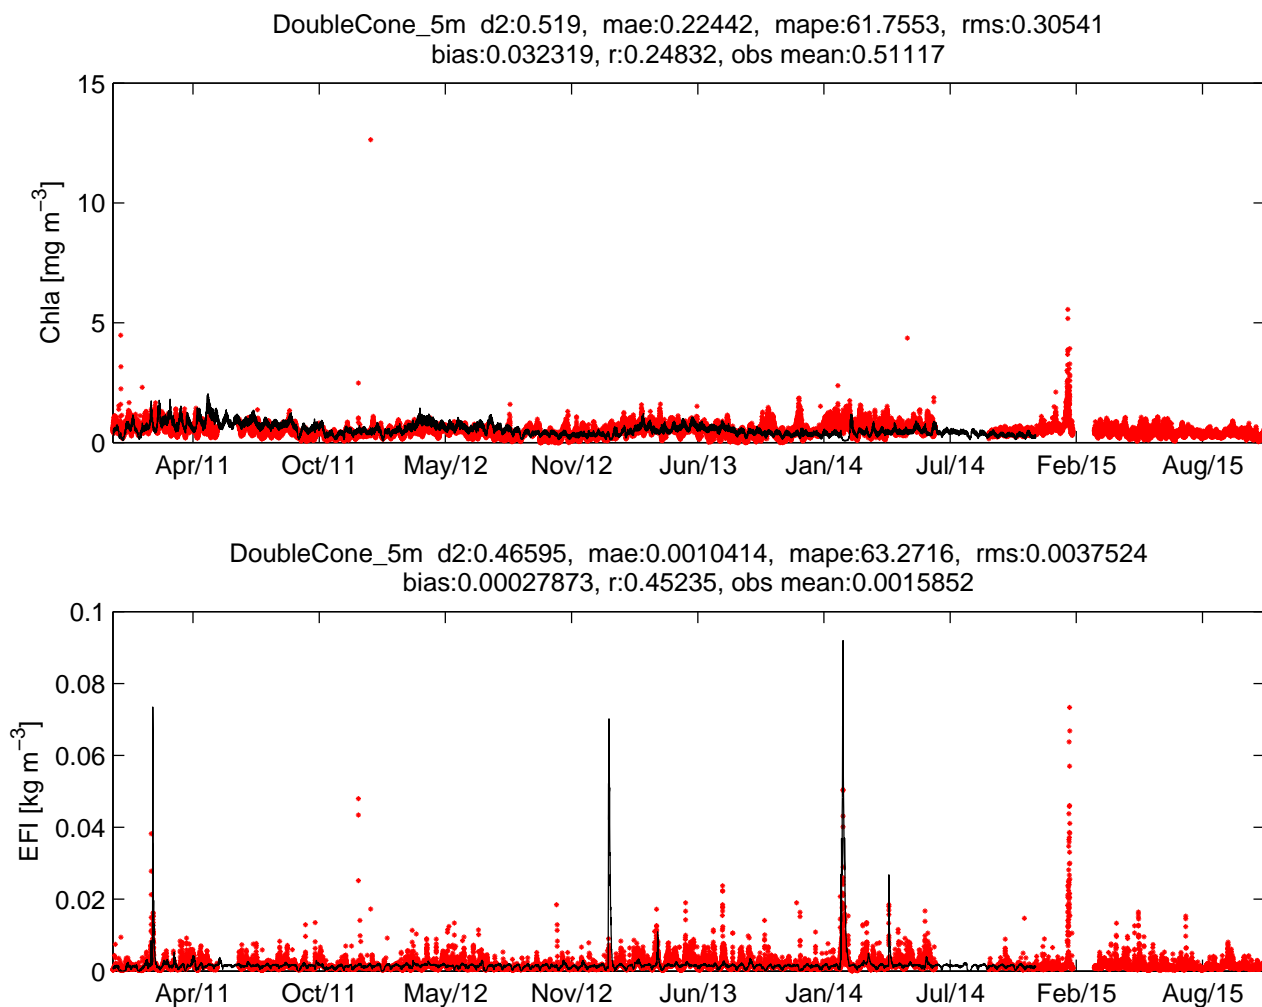 DoubleCone_5m d2:0.519, mae:0.22442, mape:61.7553, rms:0.30541
bias:0.032319, r:0.24832, obs mean:0.51117
15
10
5
0
Chla [mg m−3]
Apr/11 Oct/11 May/12 Nov/12 Jun/13 Jan/14 Jul/14 Feb/15 Aug/15
DoubleCone_5m d2:0.46595, mae:0.0010414, mape:63.2716, rms:0.0037524
bias:0.00027873, r:0.45235, obs mean:0.0015852
0.1
0.08
0.06
0.04
0.02
0
EFI [kg m−3]
Apr/11 Oct/11 May/12 Nov/12 Jun/13 Jan/14 Jul/14 Feb/15 Aug/15